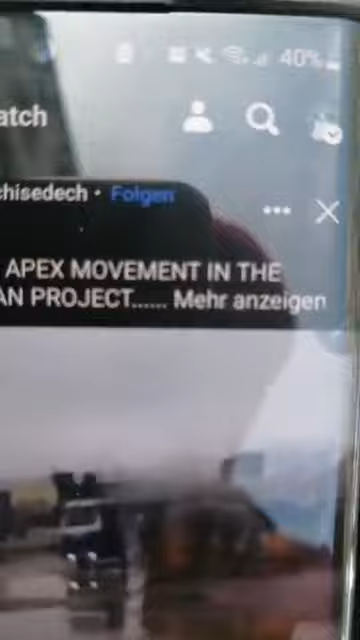 40%
atch
chisedech • Folgen
APEX MOVEMENT IN THE
AN PROJECT...... Mehr anzeigen